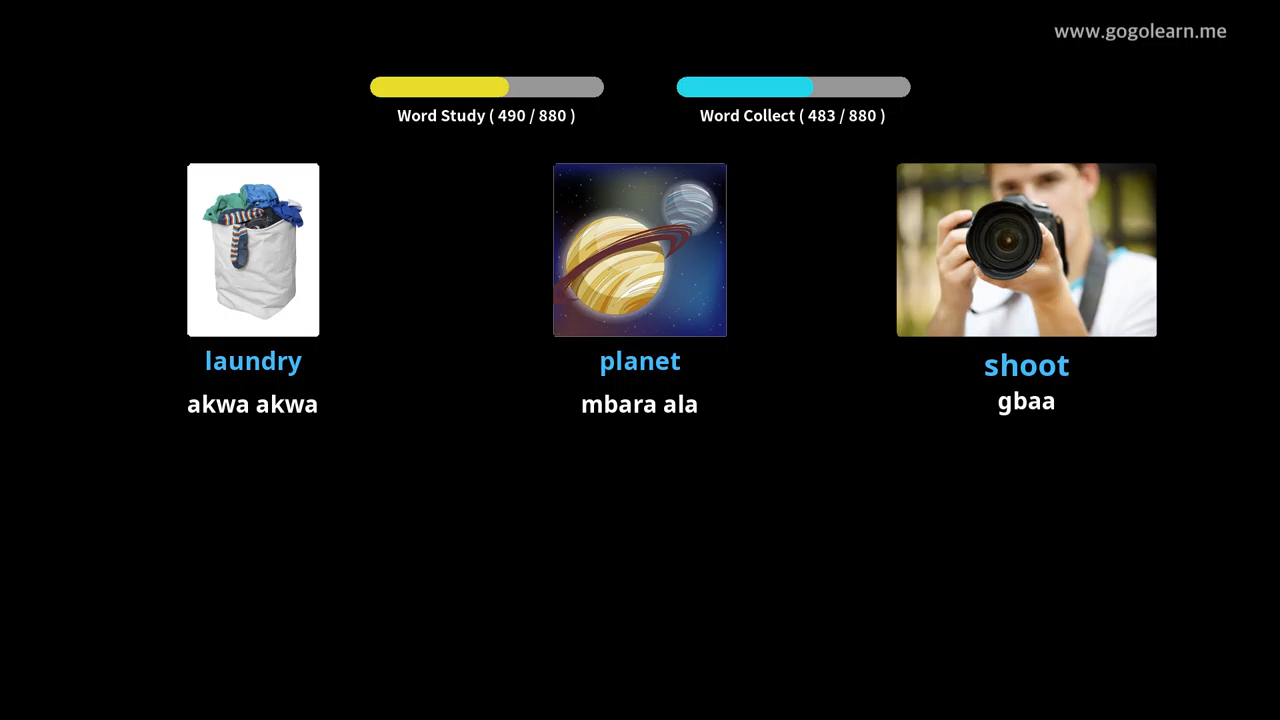 www.gogolearn.me
Word Study ( 490 / 880 )
Word Collect ( 483 / 880 )
laundry
akwa akwa
planet
mbara ala
shoot
gbaa